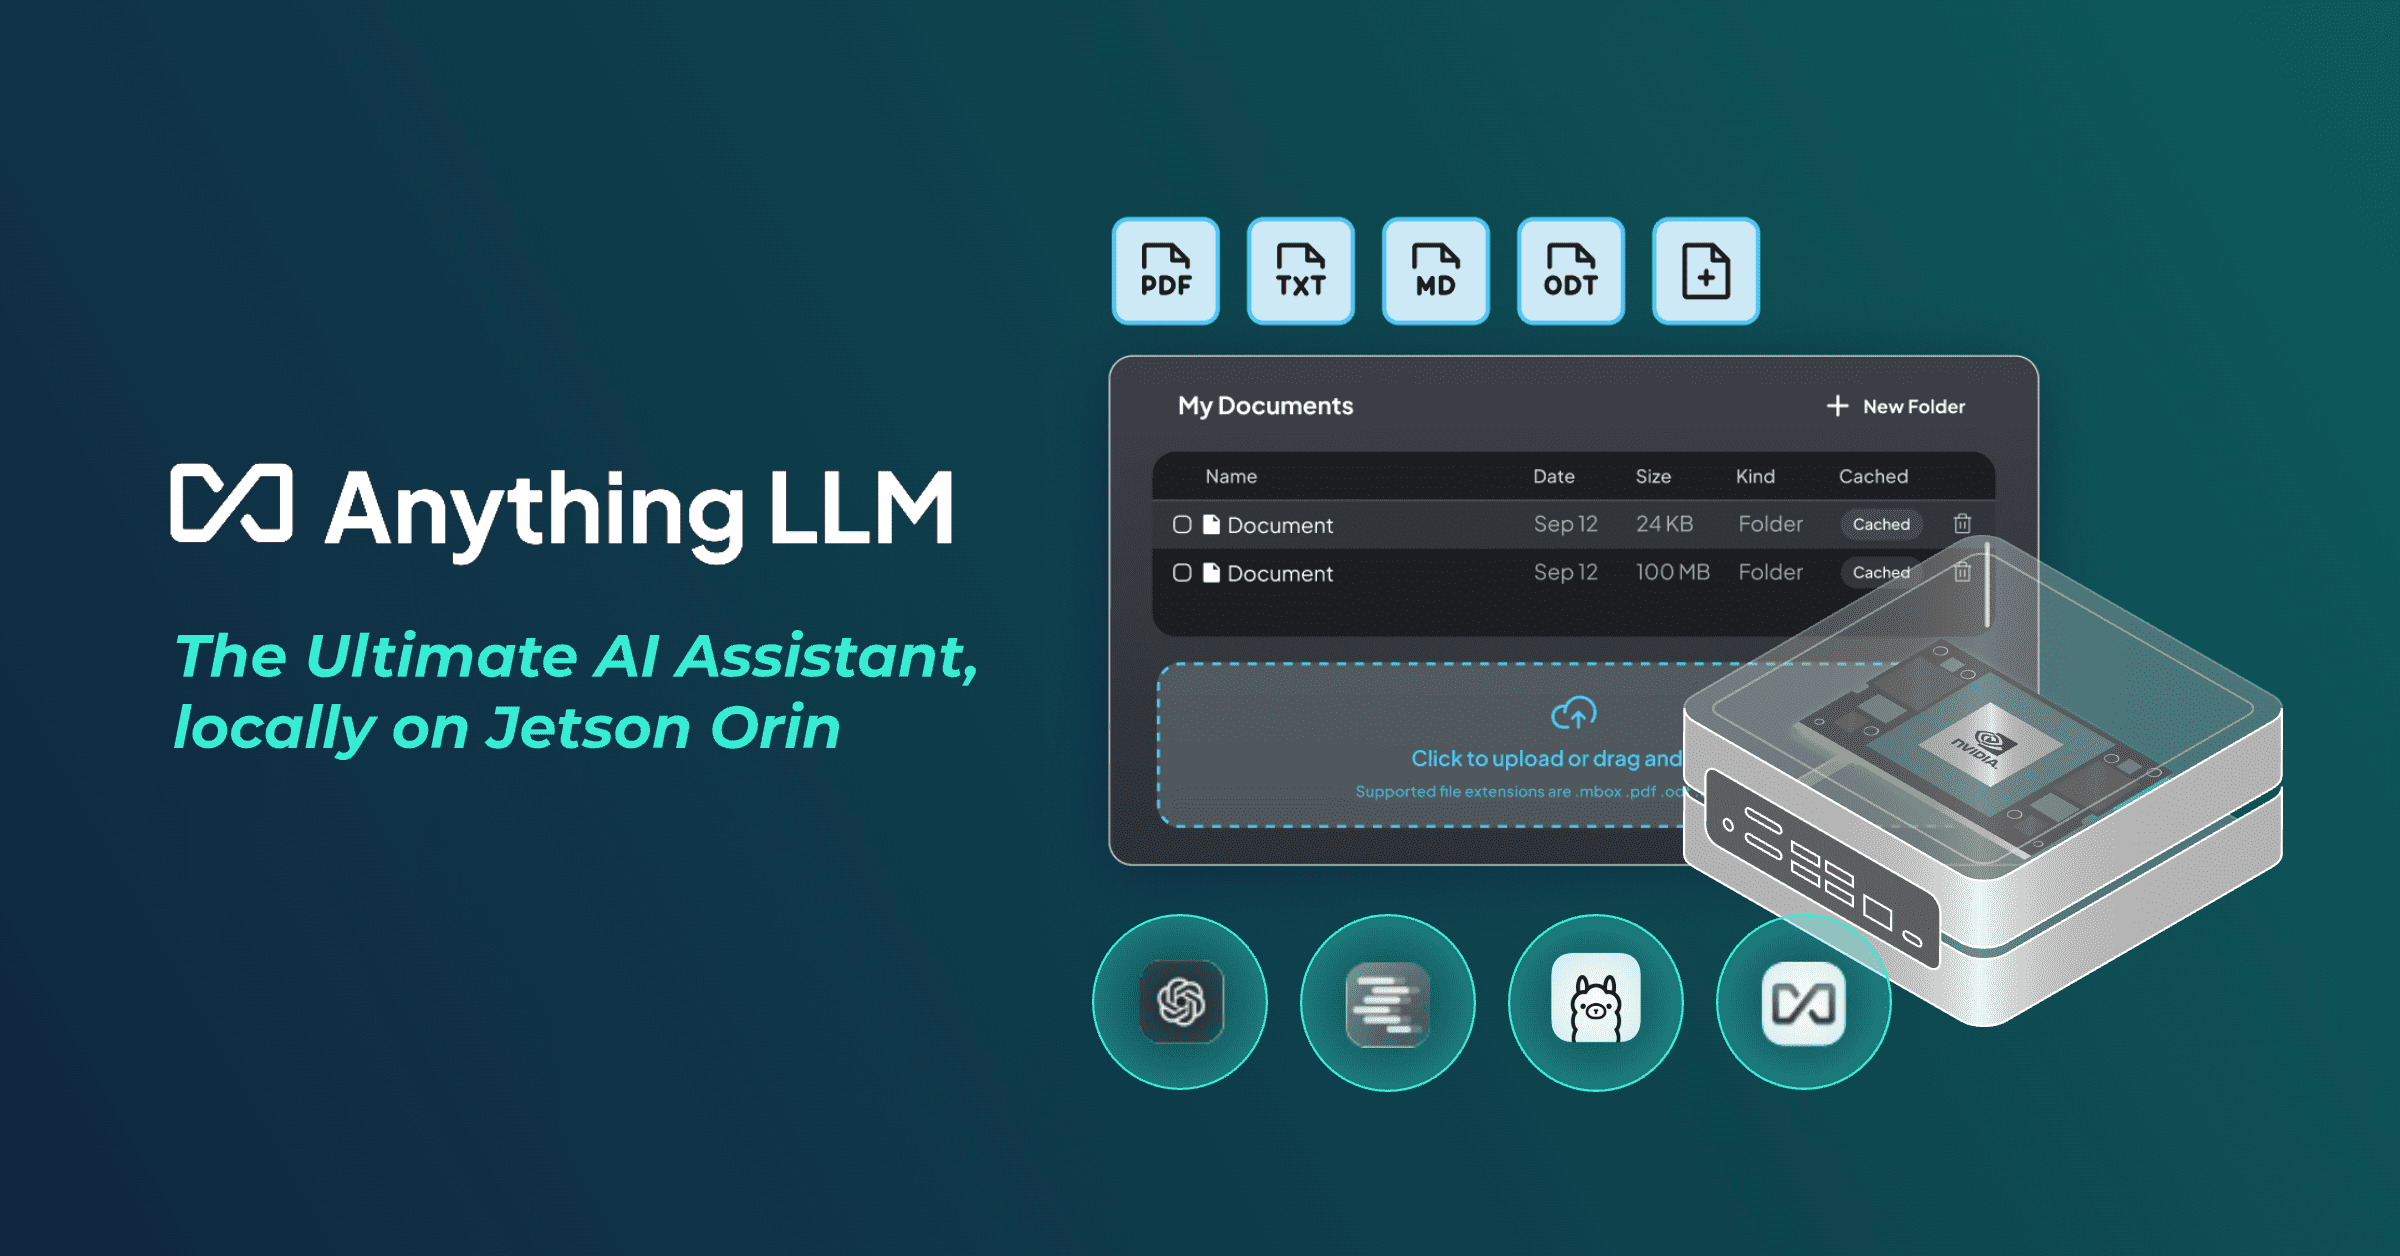 PDF
TXT
MD
ODT
My Documents
New Folder
Name Date Size Kind Cached
Document Sep 12 24 KB Folder Cached
Document Sep 12 100 MB Folder Cached
Click to upload or drag and
Supported file extensions are .mbox .pdf
Anything LLM
The Ultimate AI Assistant,
locally on Jetson Orin
NVIDIA.